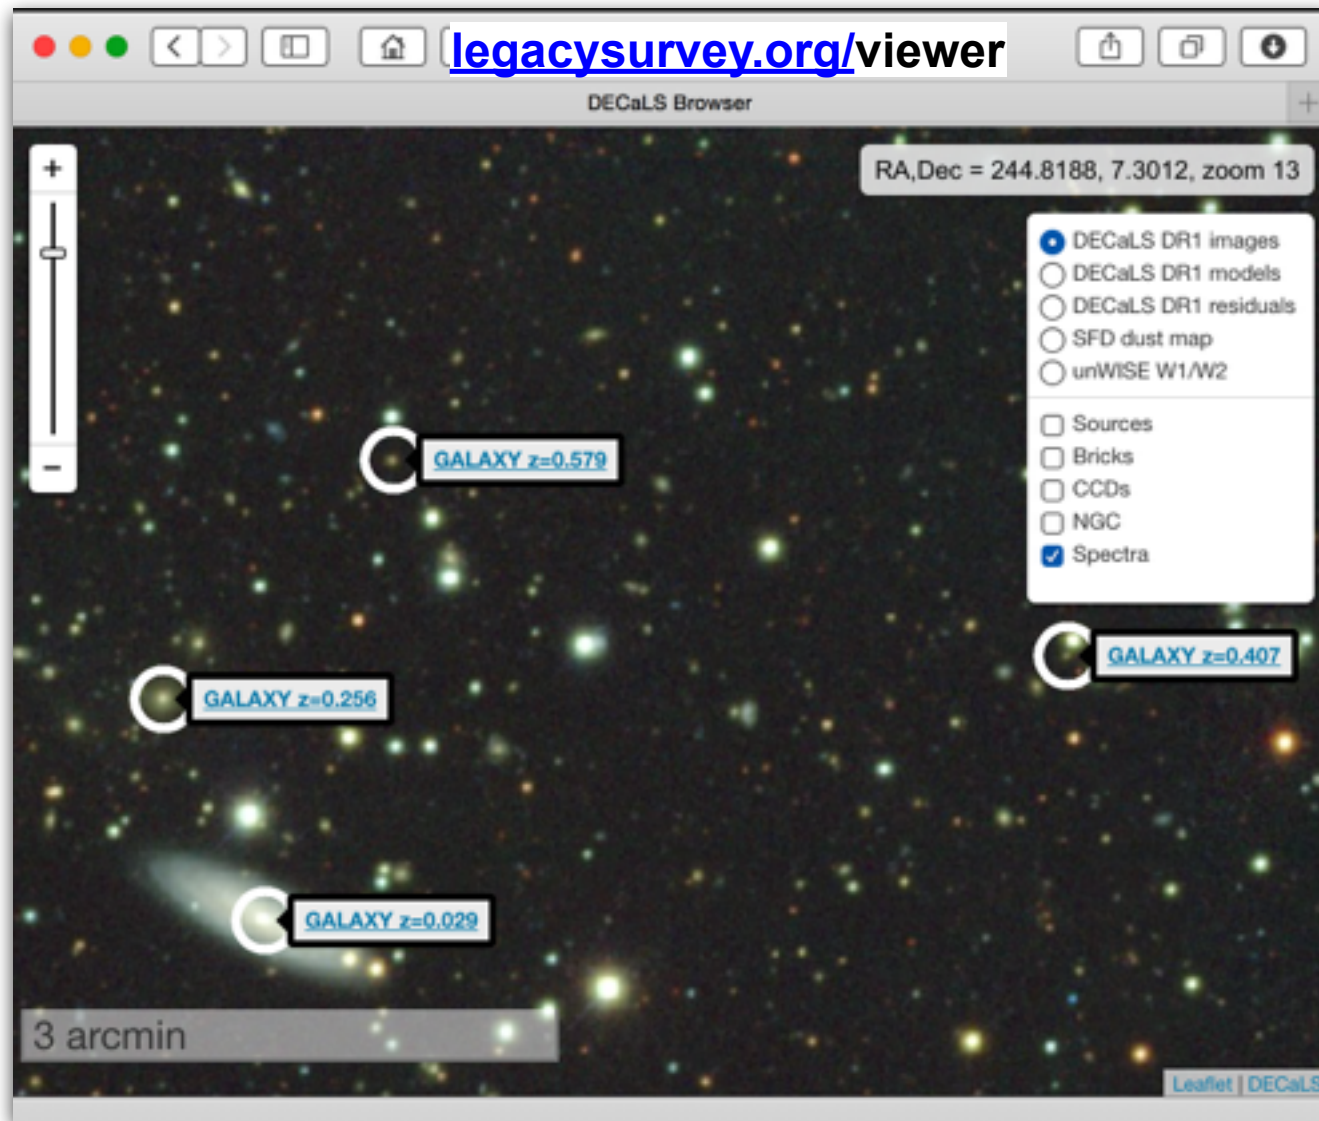 legacysurvey.org/viewer
DECaLS Browser
+
+
RA,Dec = 244.8188, 7.3012, zoom 13
DECaLS DR1 images
DECaLS DR1 models
DECaLS DR1 residuals
SFD dust map
unWISE W1/W2
Sources
Bricks
CCDs
NGC
Spectra
−
GALAXY z=0.579
GALAXY z=0.407
GALAXY z=0.256
GALAXY z=0.029
3 arcmin
Leaflet | DECaLS